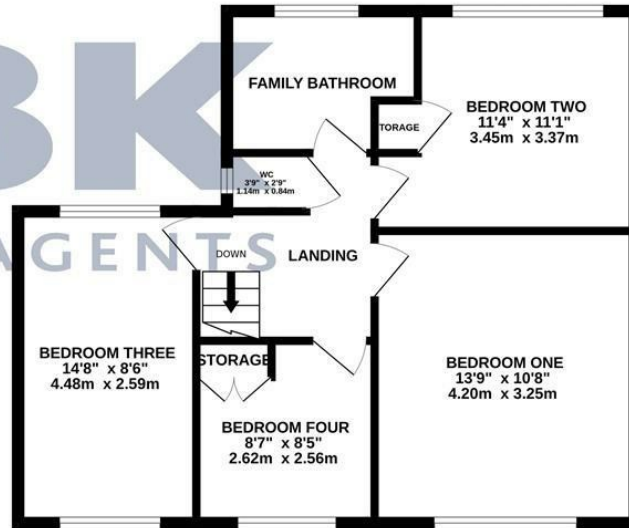 BK
AGENTS
FAMILY BATHROOM
BEDROOM TWO
11'4" x 11'1"
3.45m x 3.37m
TORAGE
WC
3'9" x 2'9"
1.14m x 0.84m
DOWN
LANDING
BEDROOM THREE
14'8" x 8'6"
4.48m x 2.59m
STORAGE
BEDROOM ONE
13'9" x 10'8"
4.20m x 3.25m
BEDROOM FOUR
8'7" x 8'5"
2.62m x 2.56m